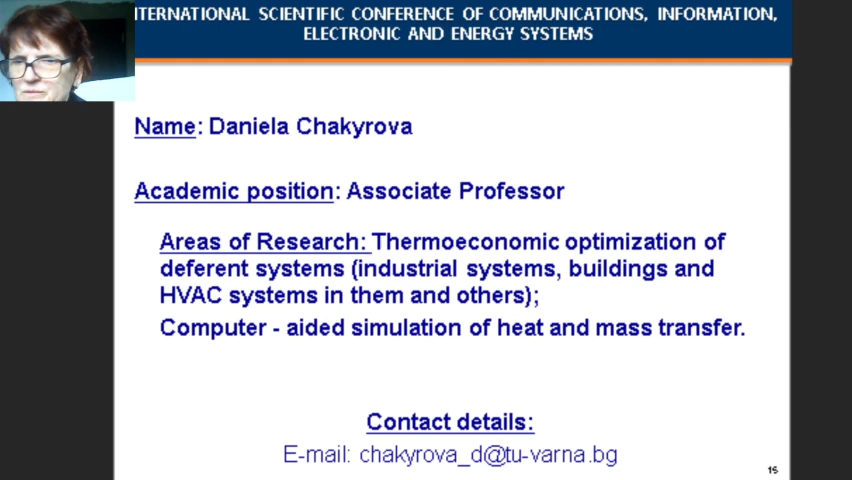 INTERNATIONAL SCIENTIFIC CONFERENCE OF COMMUNICATIONS, INFORMATION,
ELECTRONIC AND ENERGY SYSTEMS
Name: Daniela Chakyrova
Academic position: Associate Professor
Areas of Research: Thermoeconomic optimization of
deferent systems (industrial systems, buildings and
HVAC systems in them and others);
Computer - aided simulation of heat and mass transfer.
Contact details:
E-mail: chakyrova_d@tu-varna.bg
15